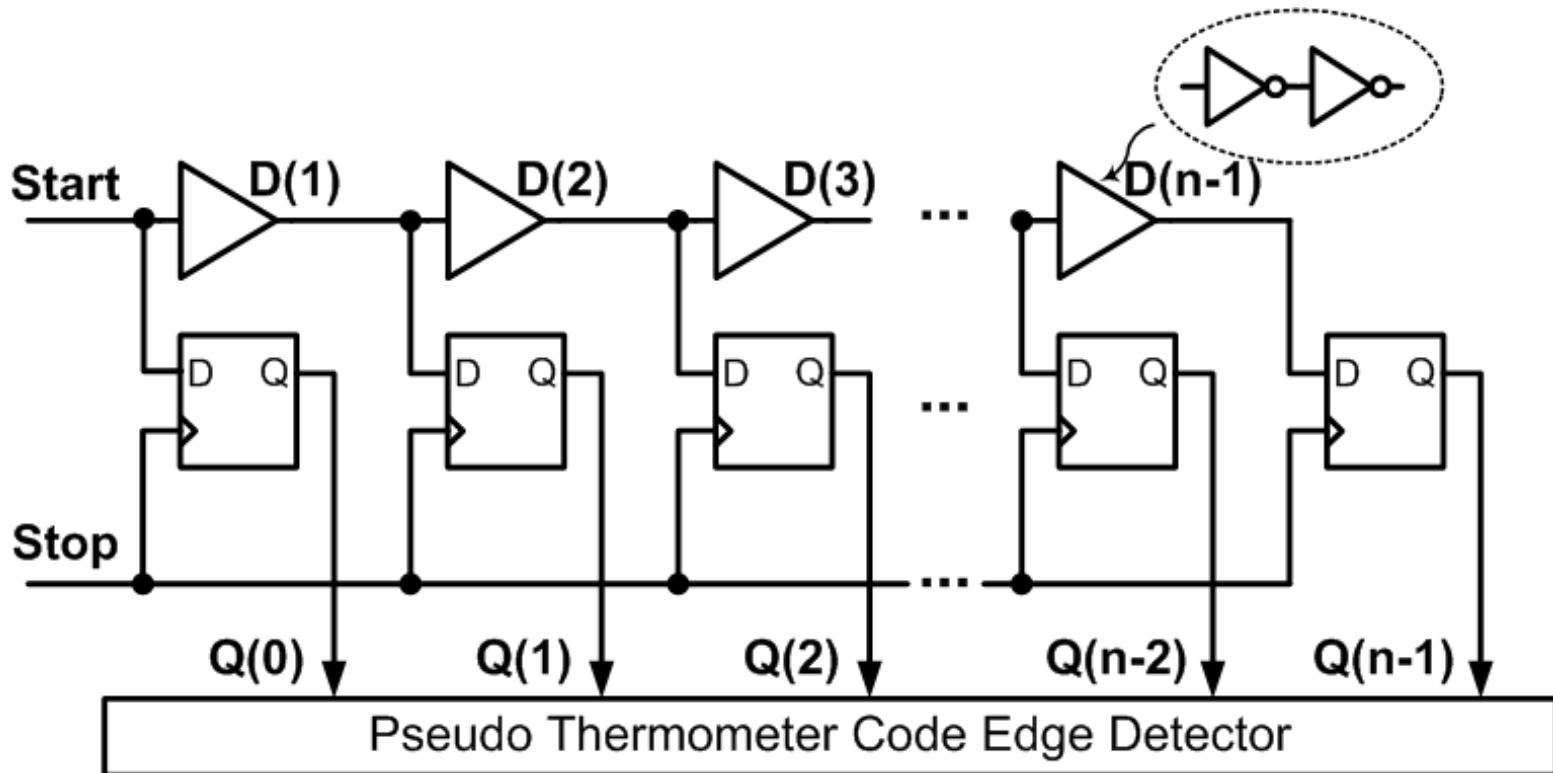 Start D(1) D(2) D(3) ... D(n-1)
D Q D Q D Q ... D Q D Q
Stop ...
Q(0) Q(1) Q(2) Q(n-2) Q(n-1)
Pseudo Thermometer Code Edge Detector